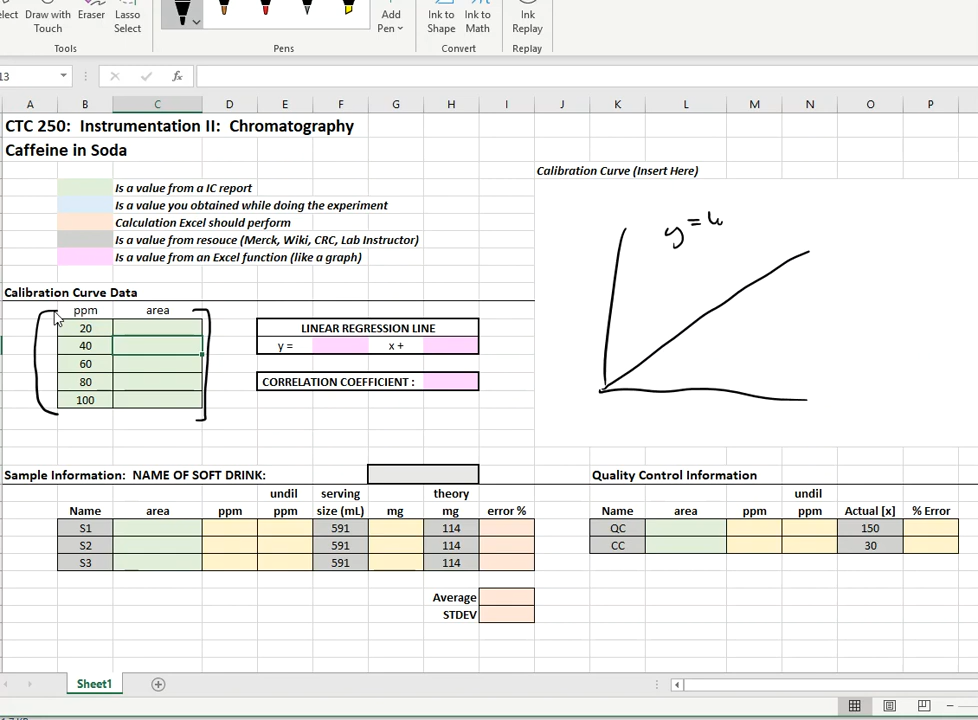 Draw with Touch
Eraser
Lasso Select
Add Pen
Ink to Shape
Ink to Math
Ink Replay
Tools
Pens
Convert
Replay
fx
A B C D E F G H I J K L M N O P
CTC 250: Instrumentation II: Chromatography
Caffeine in Soda
Calibration Curve (Insert Here)
Is a value from a IC report
Is a value you obtained while doing the experiment
Calculation Excel should perform
Is a value from resouce (Merck, Wiki, CRC, Lab Instructor)
Is a value from an Excel function (like a graph)
y =
Calibration Curve Data
ppm area
20
40
60
80
100
LINEAR REGRESSION LINE
y = x +
CORRELATION COEFFICIENT :
Sample Information: NAME OF SOFT DRINK:
until serving theory
Name area ppm ppm size (mL) mg mg error %
S1 591 114
S2 591 114
S3 591 114
Average
STDEV
Quality Control Information
until
Name area ppm ppm Actual [x] % Error
QC 150
CC 30
Sheet1